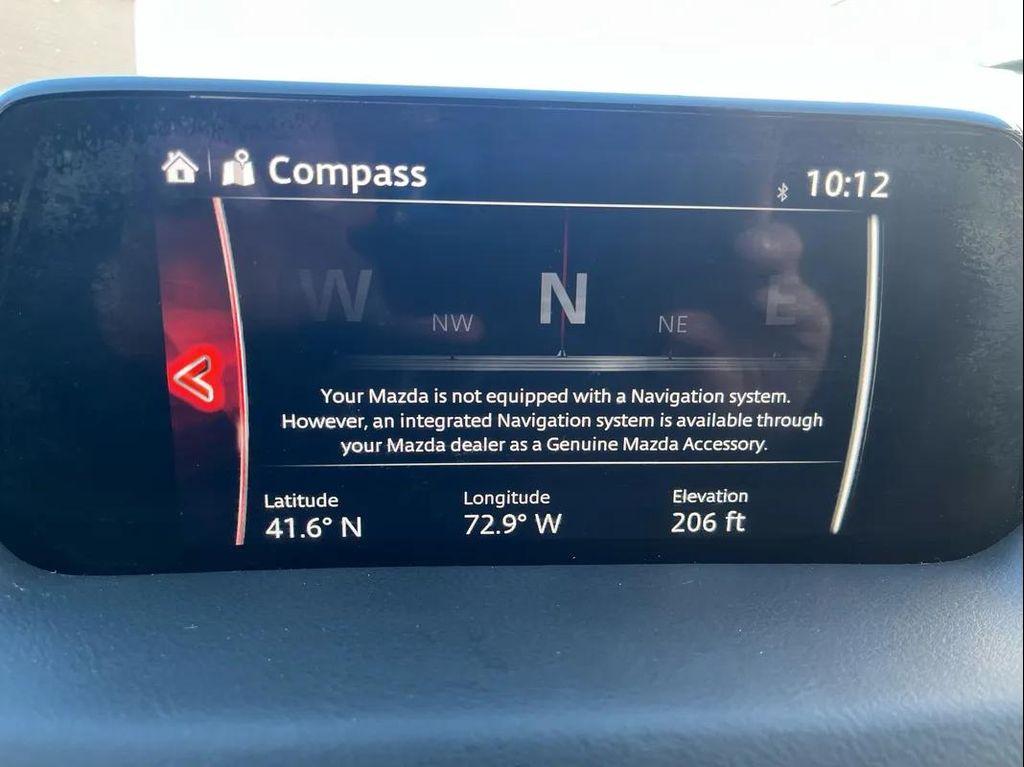 Compass
10:12
W NW N NE E
Your Mazda is not equipped with a Navigation system.
However, an integrated Navigation system is available through
your Mazda dealer as a Genuine Mazda Accessory.
Latitude Longitude Elevation
41.6° N 72.9° W 206 ft